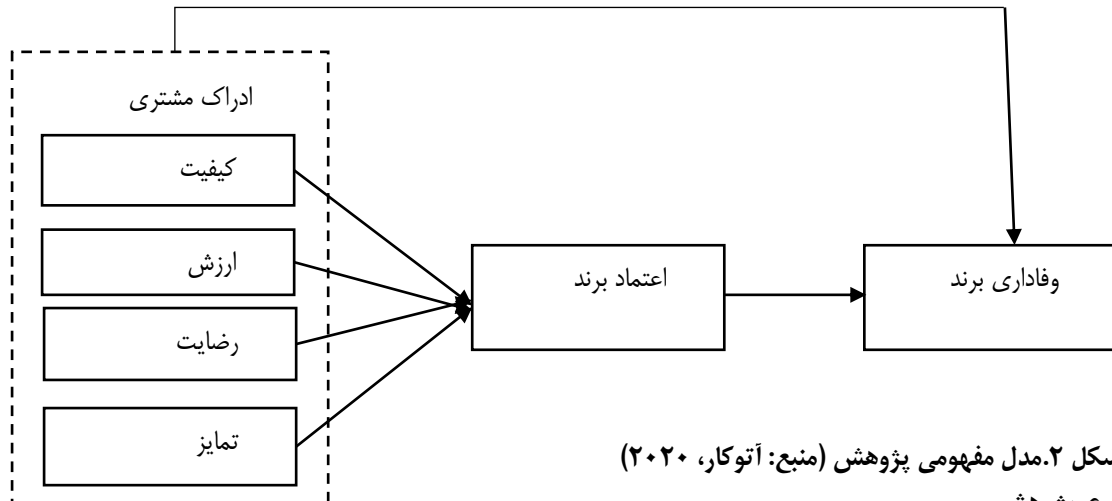 ادراک مشتری
کیفیت
ارزش
رضایت
تمایز
اعتماد برند
وفاداری برند
شکل ۲.مدل مفهومی پژوهش (منبع: آتوکار، ۲۰۲۰)